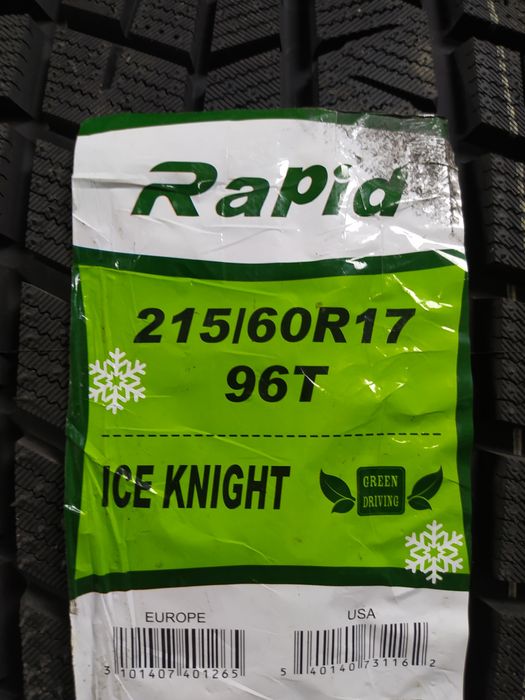 Rapid
215/60R17
96T
ICE KNIGHT
GREEN
DRIVING
EUROPE
USA
3 101407 401265
5 40140 73116 2